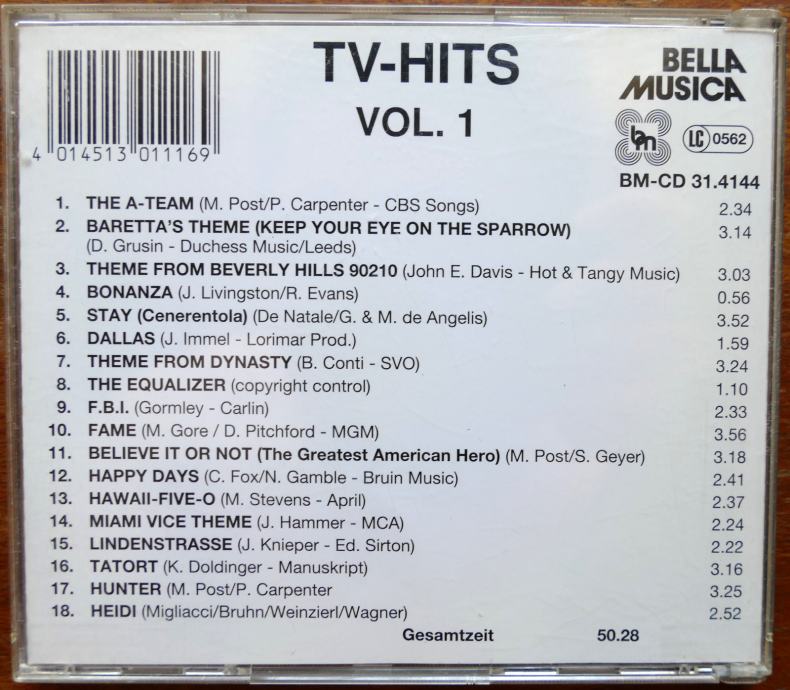 TV-HITS
VOL. 1
4 014513 011169
BELLA
MUSICA
bm
LC 0562
BM-CD 31.4144
1. THE A-TEAM (M. Post/P. Carpenter - CBS Songs) 2.34
2. BARETTA'S THEME (KEEP YOUR EYE ON THE SPARROW) 3.14
(D. Grusin - Duchess Music/Leeds)
3. THEME FROM BEVERLY HILLS 90210 (John E. Davis - Hot & Tangy Music) 3.03
4. BONANZA (J. Livingston/R. Evans) 0.56
5. STAY (Cenerentola) (De Natale/G. & M. de Angelis) 3.52
6. DALLAS (J. Immel - Lorimar Prod.) 1.59
7. THEME FROM DYNASTY (B. Conti - SVO) 3.24
8. THE EQUALIZER (copyright control) 1.10
9. F.B.I. (Gormley - Carlin) 2.33
10. FAME (M. Gore / D. Pitchford - MGM) 3.56
11. BELIEVE IT OR NOT (The Greatest American Hero) (M. Post/S. Geyer) 3.18
12. HAPPY DAYS (C. Fox/N. Gamble - Bruin Music) 2.41
13. HAWAII-FIVE-O (M. Stevens - April) 2.37
14. MIAMI VICE THEME (J. Hammer - MCA) 2.24
15. LINDENSTRASSE (J. Knieper - Ed. Sirton) 2.22
16. TATORT (K. Doldinger - Manuskript) 3.16
17. HUNTER (M. Post/P. Carpenter 3.25
18. HEIDI (Migliacci/Bruhn/Weinzierl/Wagner) 2.52
Gesamtzeit 50.28